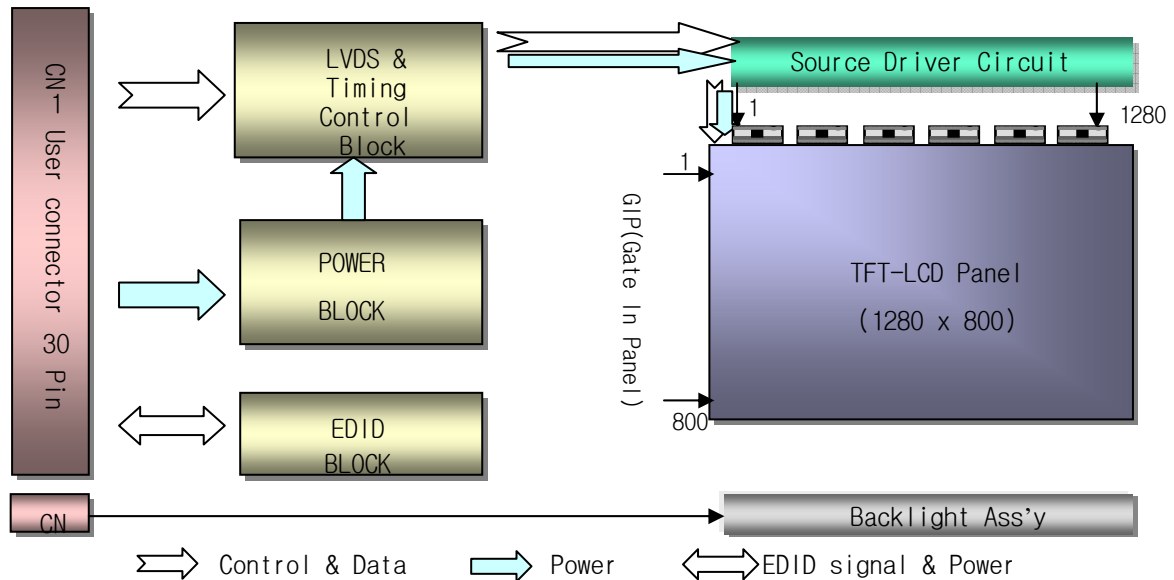 CN1 User connector 30 Pin
LVDS &
Timing
Control
Block
Source Driver Circuit
1
1280
1
GIP(Gate In Panel)
800
TFT-LCD Panel
(1280 x 800)
POWER
BLOCK
EDID
BLOCK
CN
Backlight Ass'y
Control & Data
Power
EDID signal & Power